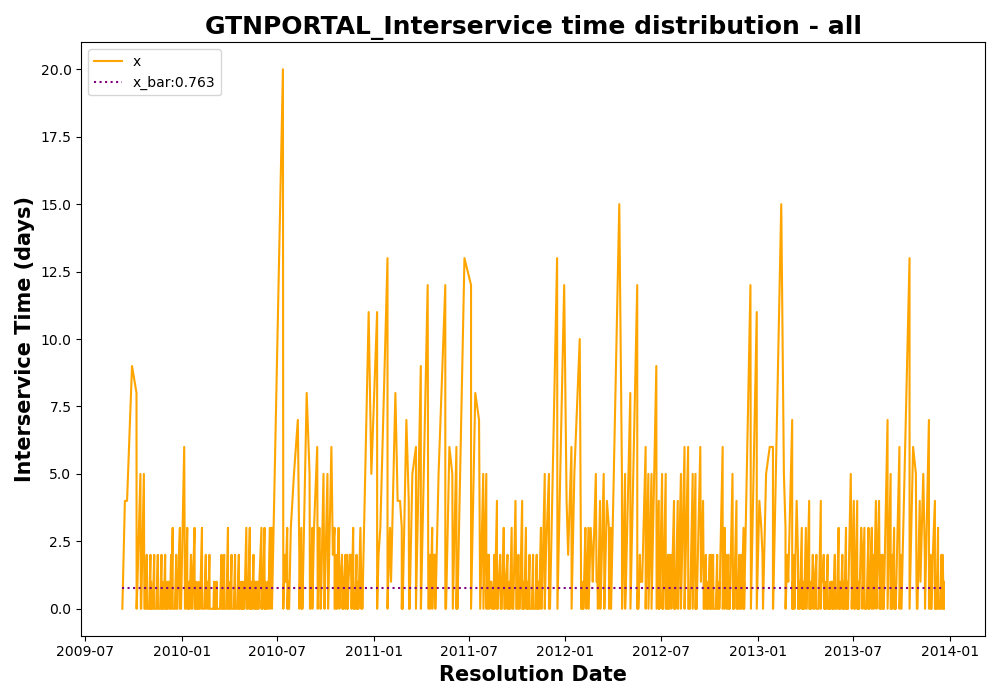 GTNPORTAL_Interservice time distribution - all
x
x_bar:0.763
20.0
17.5
15.0
12.5
10.0
7.5
5.0
2.5
0.0
Interservice Time (days)
2009-07 2010-01 2010-07 2011-01 2011-07 2012-01 2012-07 2013-01 2013-07 2014-01
Resolution Date